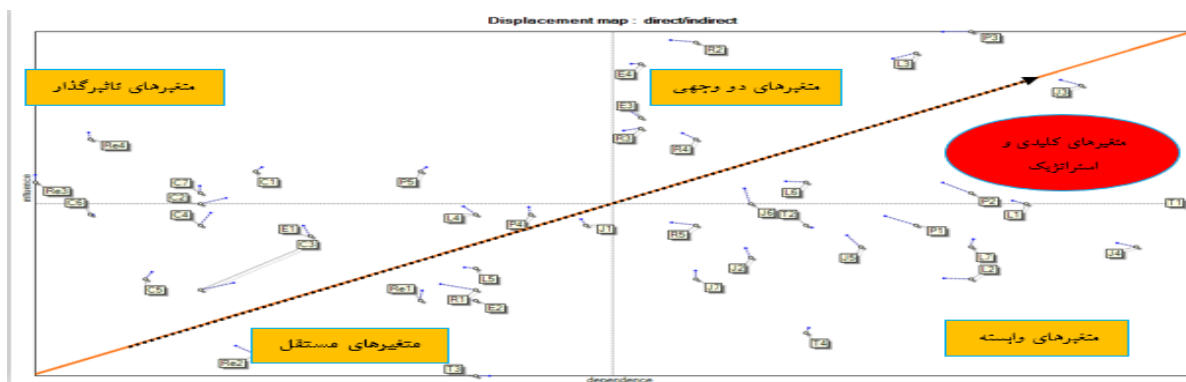 Displacement map : direct/indirect
P3
R2
L3
E4
متغیرهای تاثیرگذار
متغیرهای دو وجهی
J3
E3
R3
R4
متغیرهای کلیدی و
استراتژیک
Re4
C1
P5
C7
L6
Re3
C2
C6
P2
T1
influence
C4
L4
P4
J6
T2
L1
E1
J1
R5
P1
C3
J5
L7
J4
J2
L2
L5
C5
Re1
J7
R1
E2
متغیرهای مستقل
متغیرهای وابسته
T4
Re2
T3
dependence